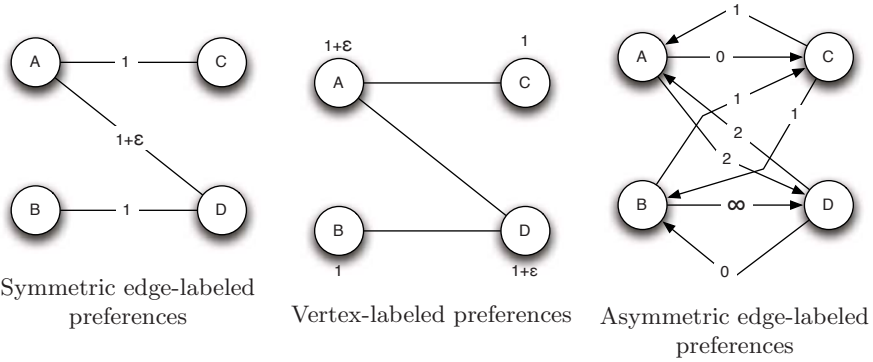 A
1
C
1+ε
B
1
D
Symmetric edge-labeled
preferences
1+ε
1
A
C
B
D
1
1+ε
Vertex-labeled preferences
1
A
0
C
1
1
2
2
B
∞
D
0
Asymmetric edge-labeled
preferences